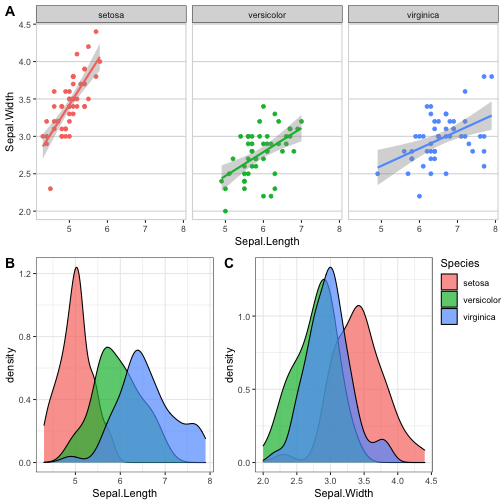 A
setosa
versicolor
virginica
4.5
4.0
3.5
3.0
2.5
2.0
Sepal.Width
5 6 7 8 5 6 7 8 5 6 7 8
Sepal.Length
B
1.2
0.8
0.4
0.0
density
5 6 7 8
Sepal.Length
C
1.0
0.5
0.0
density
2.0 2.5 3.0 3.5 4.0 4.5
Sepal.Width
Species
setosa
versicolor
virginica